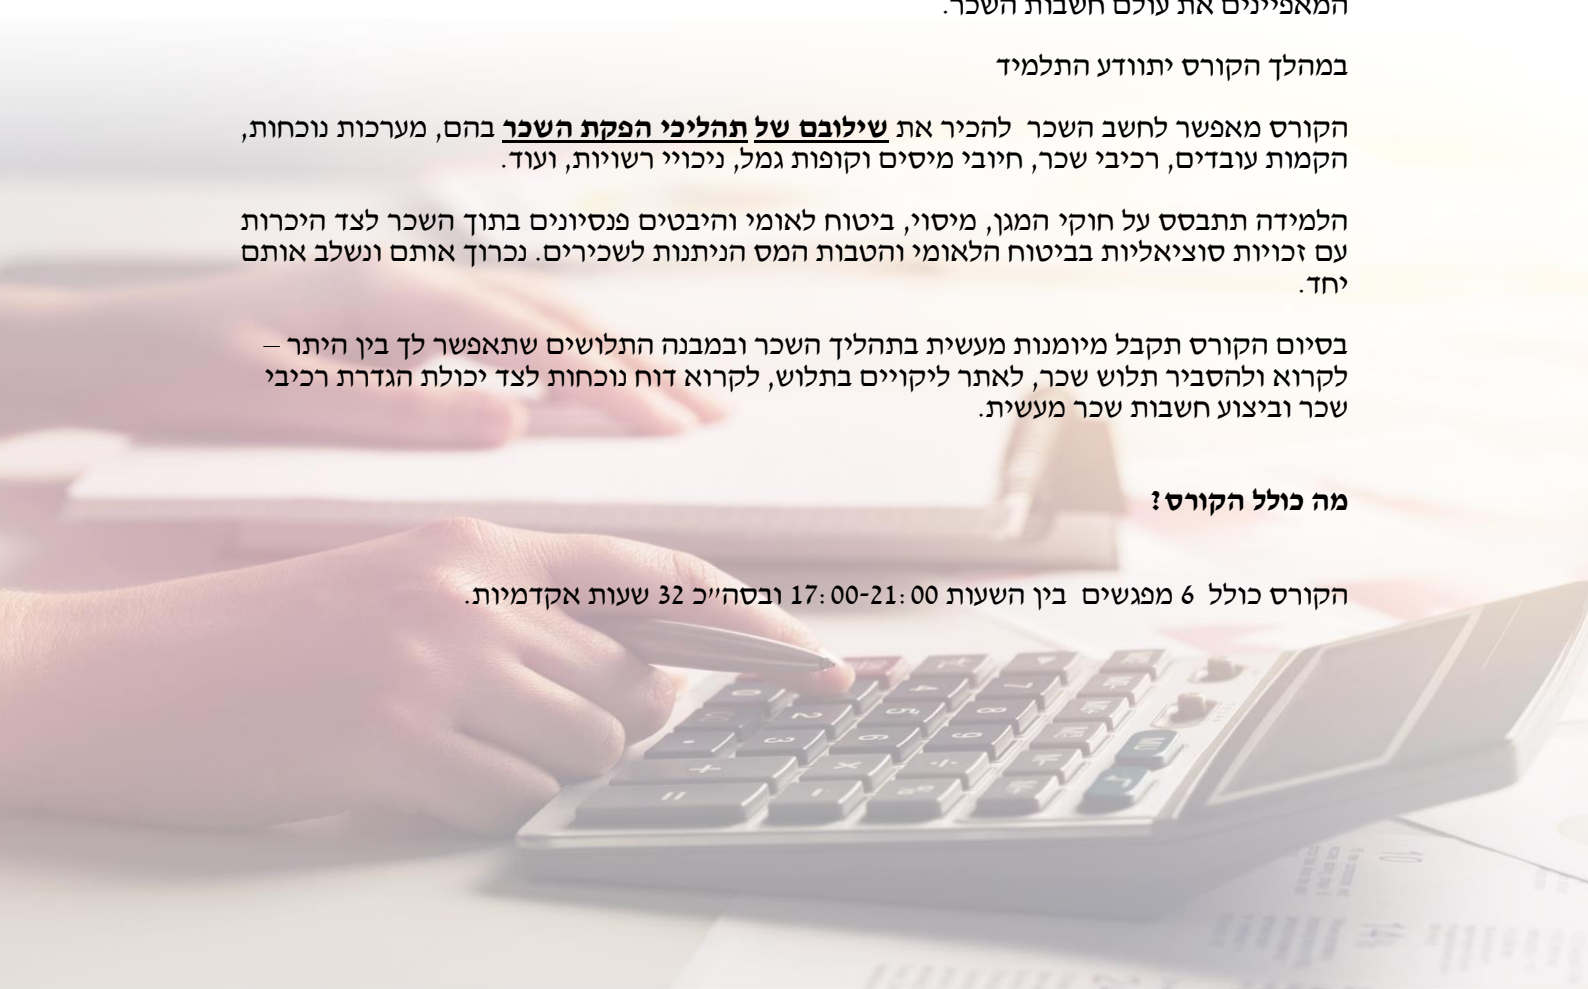 המאפיינים את עולם חשבות השכר.
במהלך הקורס יתוודע התלמיד
הקורס מאפשר לחשב השכר להכיר את שילובם של תהליכי הפקת השכר בהם, מערכות נוכחות,
הקמות עובדים, רכיבי שכר, חיובי מיסים וקופות גמל, ניכויי רשויות, ועוד.
הלמידה תתבסס על חוקי המגן, מיסוי, ביטוח לאומי והיבטים פנסיונים בתוך השכר לצד היכרות
עם זכויות סוציאליות בביטוח הלאומי והטבות המס הניתנות לשכירים. נכרוך אותם ונשלב אותם
יחד.
בסיום הקורס תקבל מיומנות מעשית בתהליך השכר ובמבנה התלושים שתאפשר לך בין היתר –
לקרוא ולהסביר תלוש שכר, לאתר ליקויים בתלוש, לקרוא דוח נוכחות לצד יכולת הגדרת רכיבי
שכר וביצוע חשבות שכר מעשית.
מה כולל הקורס?
הקורס כולל 6 מפגשים בין השעות 17:00-21:00 ובסה״כ 32 שעות אקדמיות.